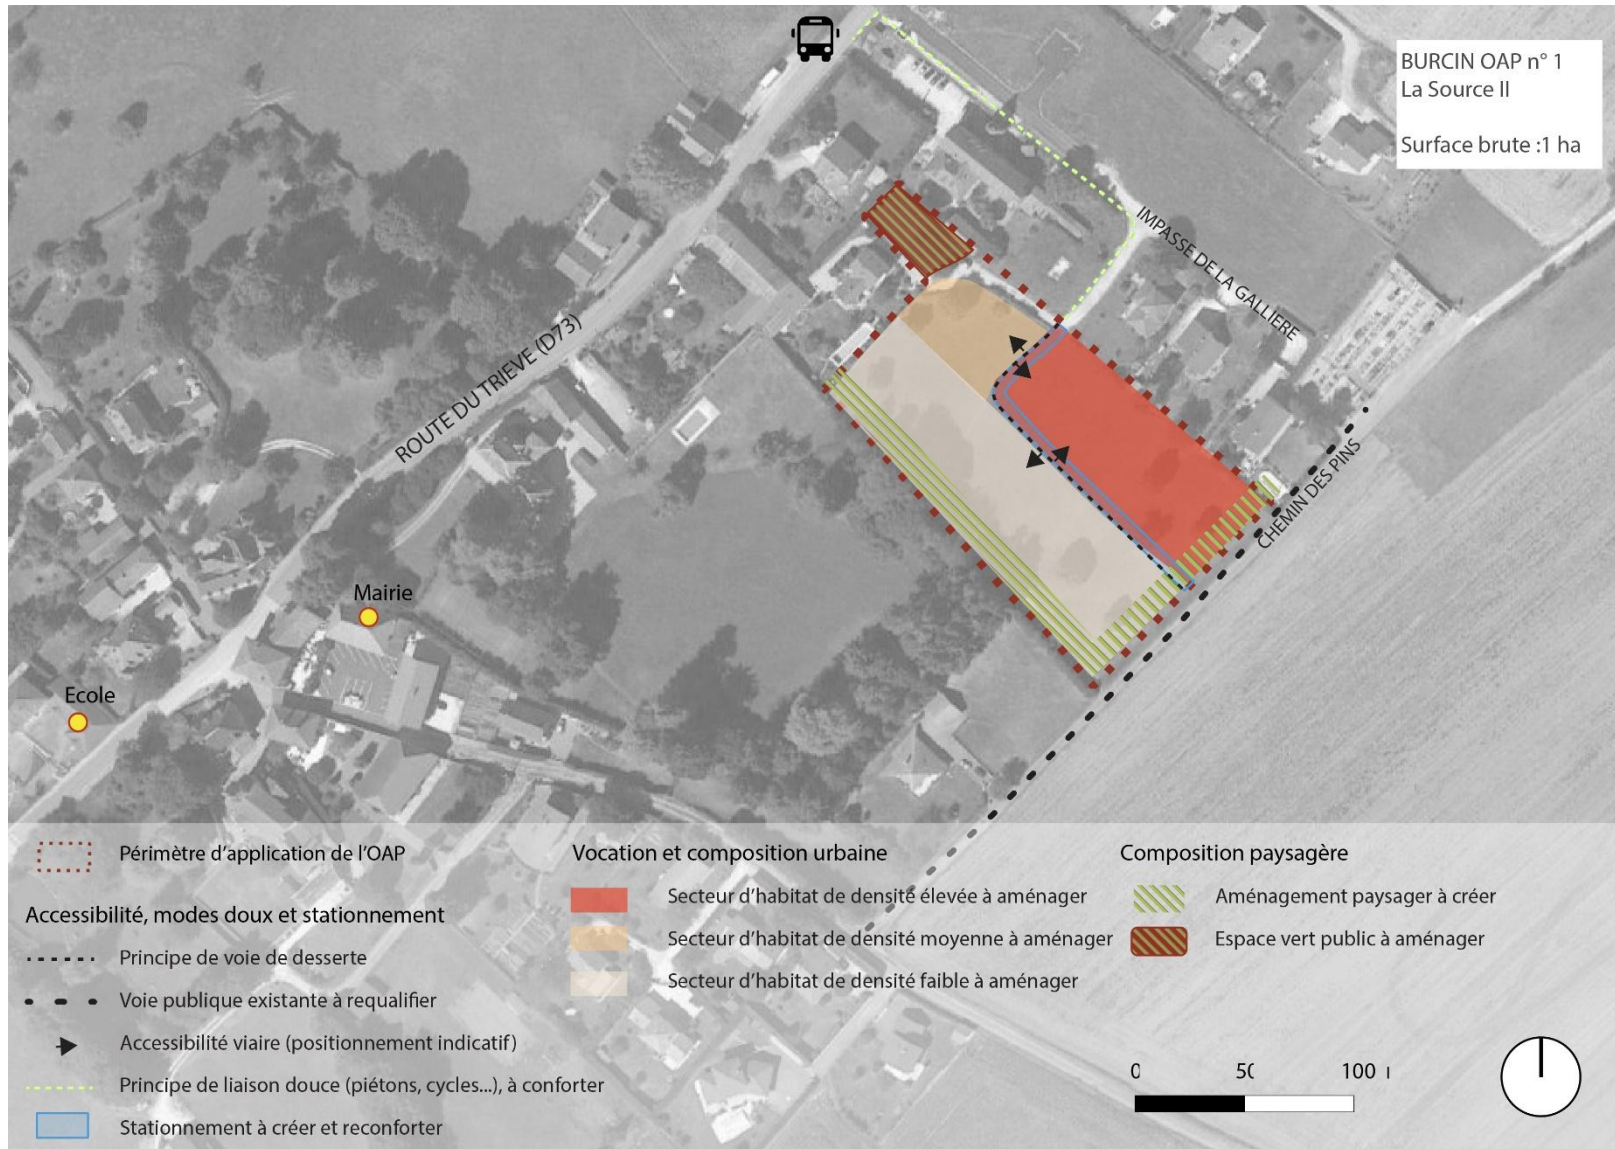 BURCIN OAP n° 1
La Source II
Surface brute :1 ha
IMPASSE DE LA GALLIERE
ROUTE DU TRIEVE (D73)
CHEMIN DES PINS
Mairie
Ecole
Périmètre d'application de l'OAP
Accessibilité, modes doux et stationnement
Principe de voie de desserte
Voie publique existante à requalifier
Accessibilité viaire (positionnement indicatif)
Principe de liaison douce (piétons, cycles...), à conforter
Stationnement à créer et reconforter
Vocation et composition urbaine
Secteur d'habitat de densité élevée à aménager
Secteur d'habitat de densité moyenne à aménager
Secteur d'habitat de densité faible à aménager
Composition paysagère
Aménagement paysager à créer
Espace vert public à aménager
0 50 100